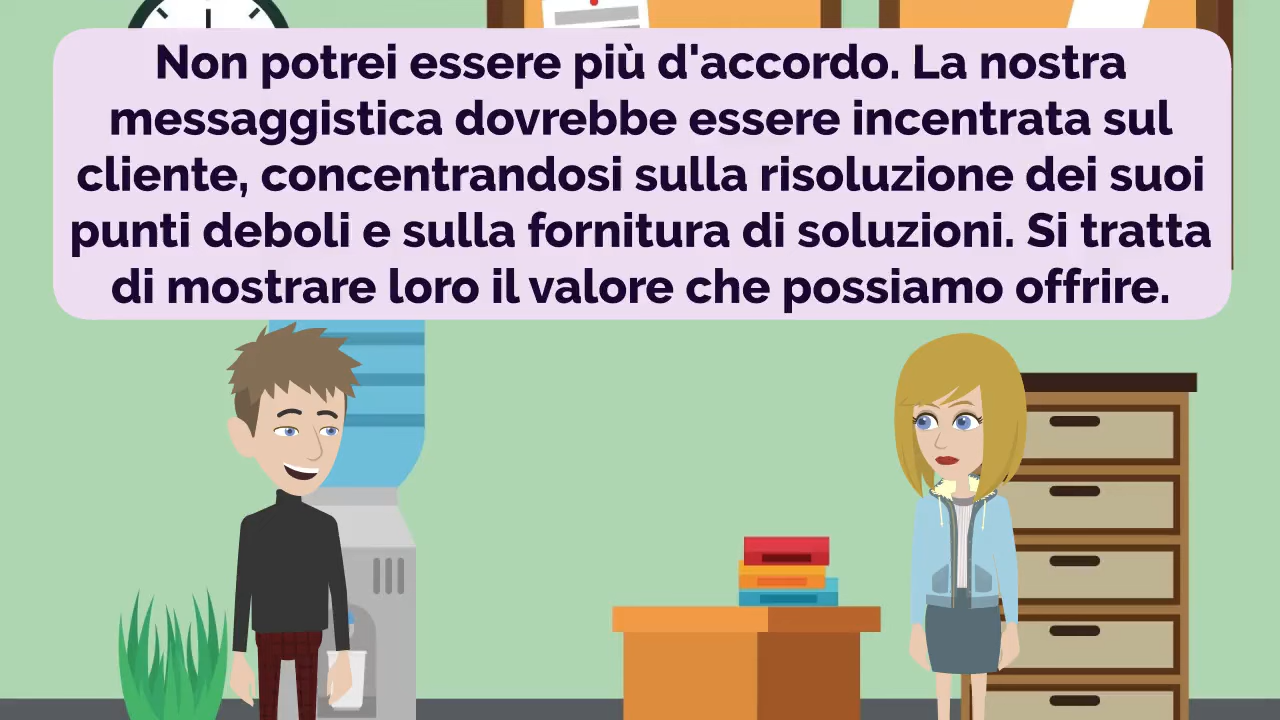 Non potrei essere più d'accordo. La nostra
messaggistica dovrebbe essere incentrata sul
cliente, concentrandosi sulla risoluzione dei suoi
punti deboli e sulla fornitura di soluzioni. Si tratta
di mostrare loro il valore che possiamo offrire.